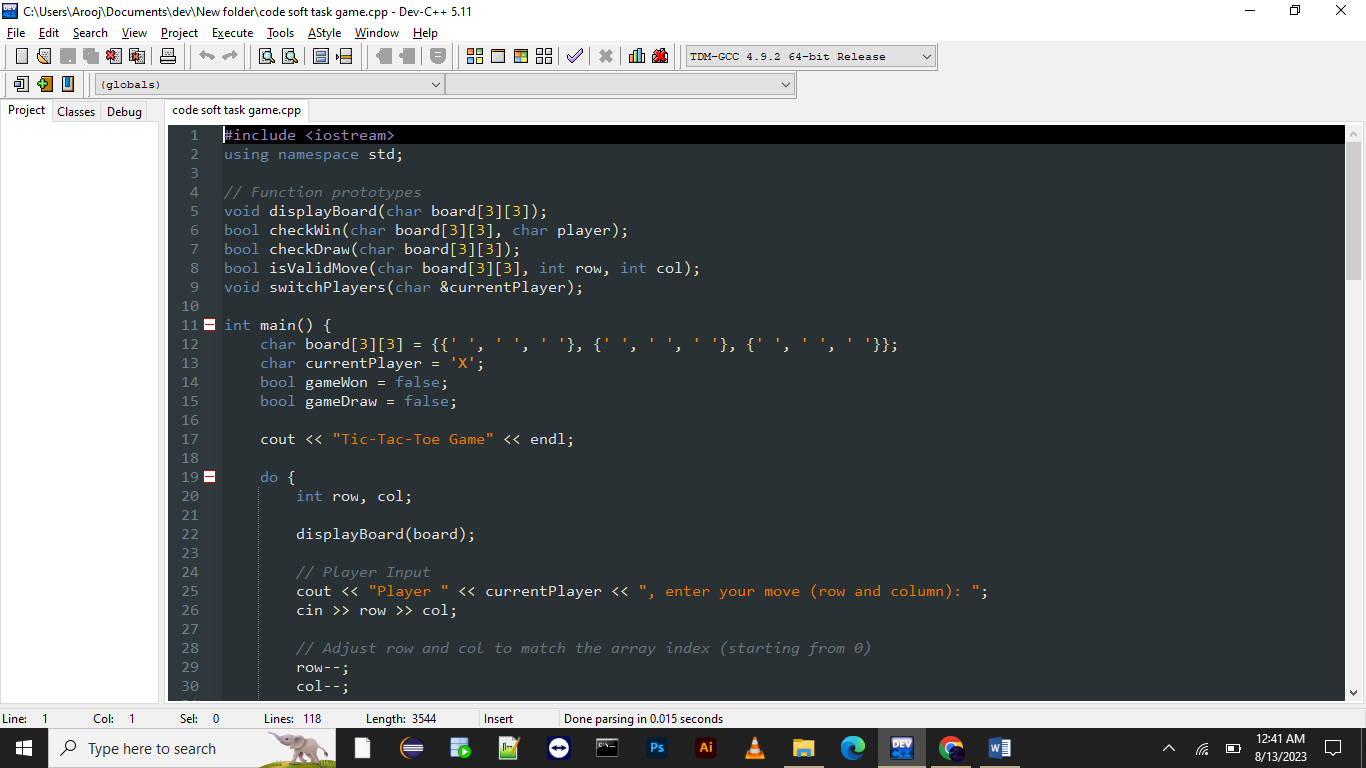 C:\Users\Arooj\Documents\dev\New folder\code soft task game.cpp - Dev-C++ 5.11
File Edit Search View Project Execute Tools AStyle Window Help
TDM-GCC 4.9.2 64-bit Release
(globals)
Project Classes Debug
code soft task game.cpp
1 #include <iostream>
2 using namespace std;
3
4 // Function prototypes
5 void displayBoard(char board[3][3]);
6 bool checkWin(char board[3][3], char player);
7 bool checkDraw(char board[3][3]);
8 bool isValidMove(char board[3][3], int row, int col);
9 void switchPlayers(char &currentPlayer);
10
11 int main() {
12 char board[3][3] = {{' ', ' ', ' '}, {' ', ' ', ' '}, {' ', ' ', ' '}};
13 char currentPlayer = 'X';
14 bool gameWon = false;
15 bool gameDraw = false;
16
17 cout << "Tic-Tac-Toe Game" << endl;
18
19 do {
20 int row, col;
21
22 displayBoard(board);
23
24 // Player Input
25 cout << "Player " << currentPlayer << ", enter your move (row and column): ";
26 cin >> row >> col;
27
28 // Adjust row and col to match the array index (starting from 0)
29 row--;
30 col--;
Line: 1 Col: 1 Sel: 0 Lines: 118 Length: 3544 Insert Done parsing in 0.015 seconds
Type here to search
Ps
Ai
DEV
W
12:41 AM
8/13/2023